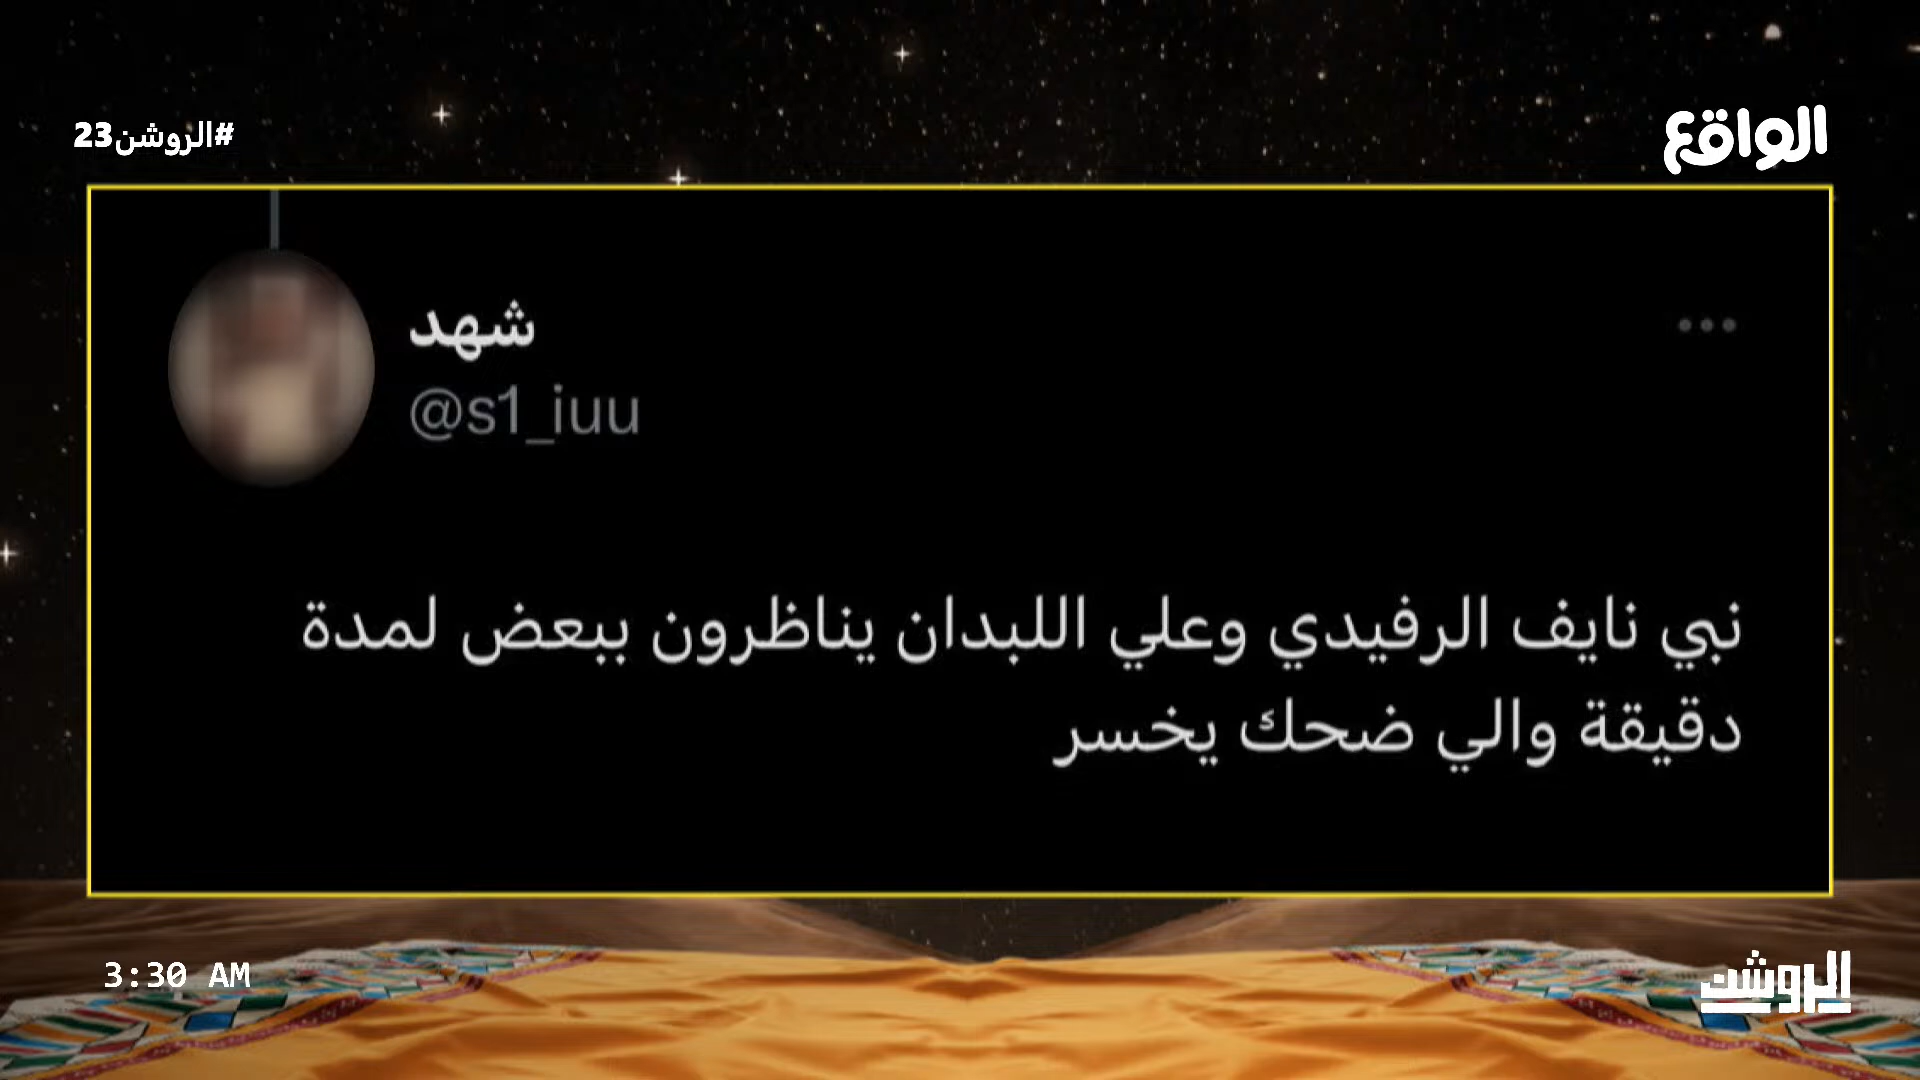 #الروشن23
الواقع
شهد
@s1_iuu
نبي نايف الرفيدي وعلي اللبدان يناظرون ببعض لمدة
دقيقة والي ضحك يخسر
3:30 AM
الروشن